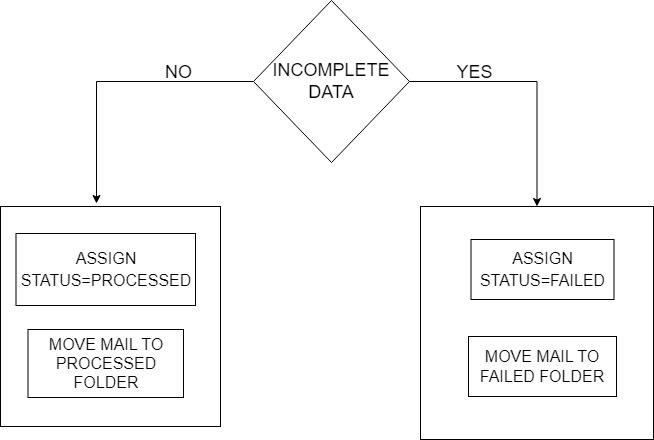 INCOMPLETE
DATA
NO
YES
ASSIGN
STATUS=PROCESSED
MOVE MAIL TO
PROCESSED
FOLDER
ASSIGN
STATUS=FAILED
MOVE MAIL TO
FAILED FOLDER